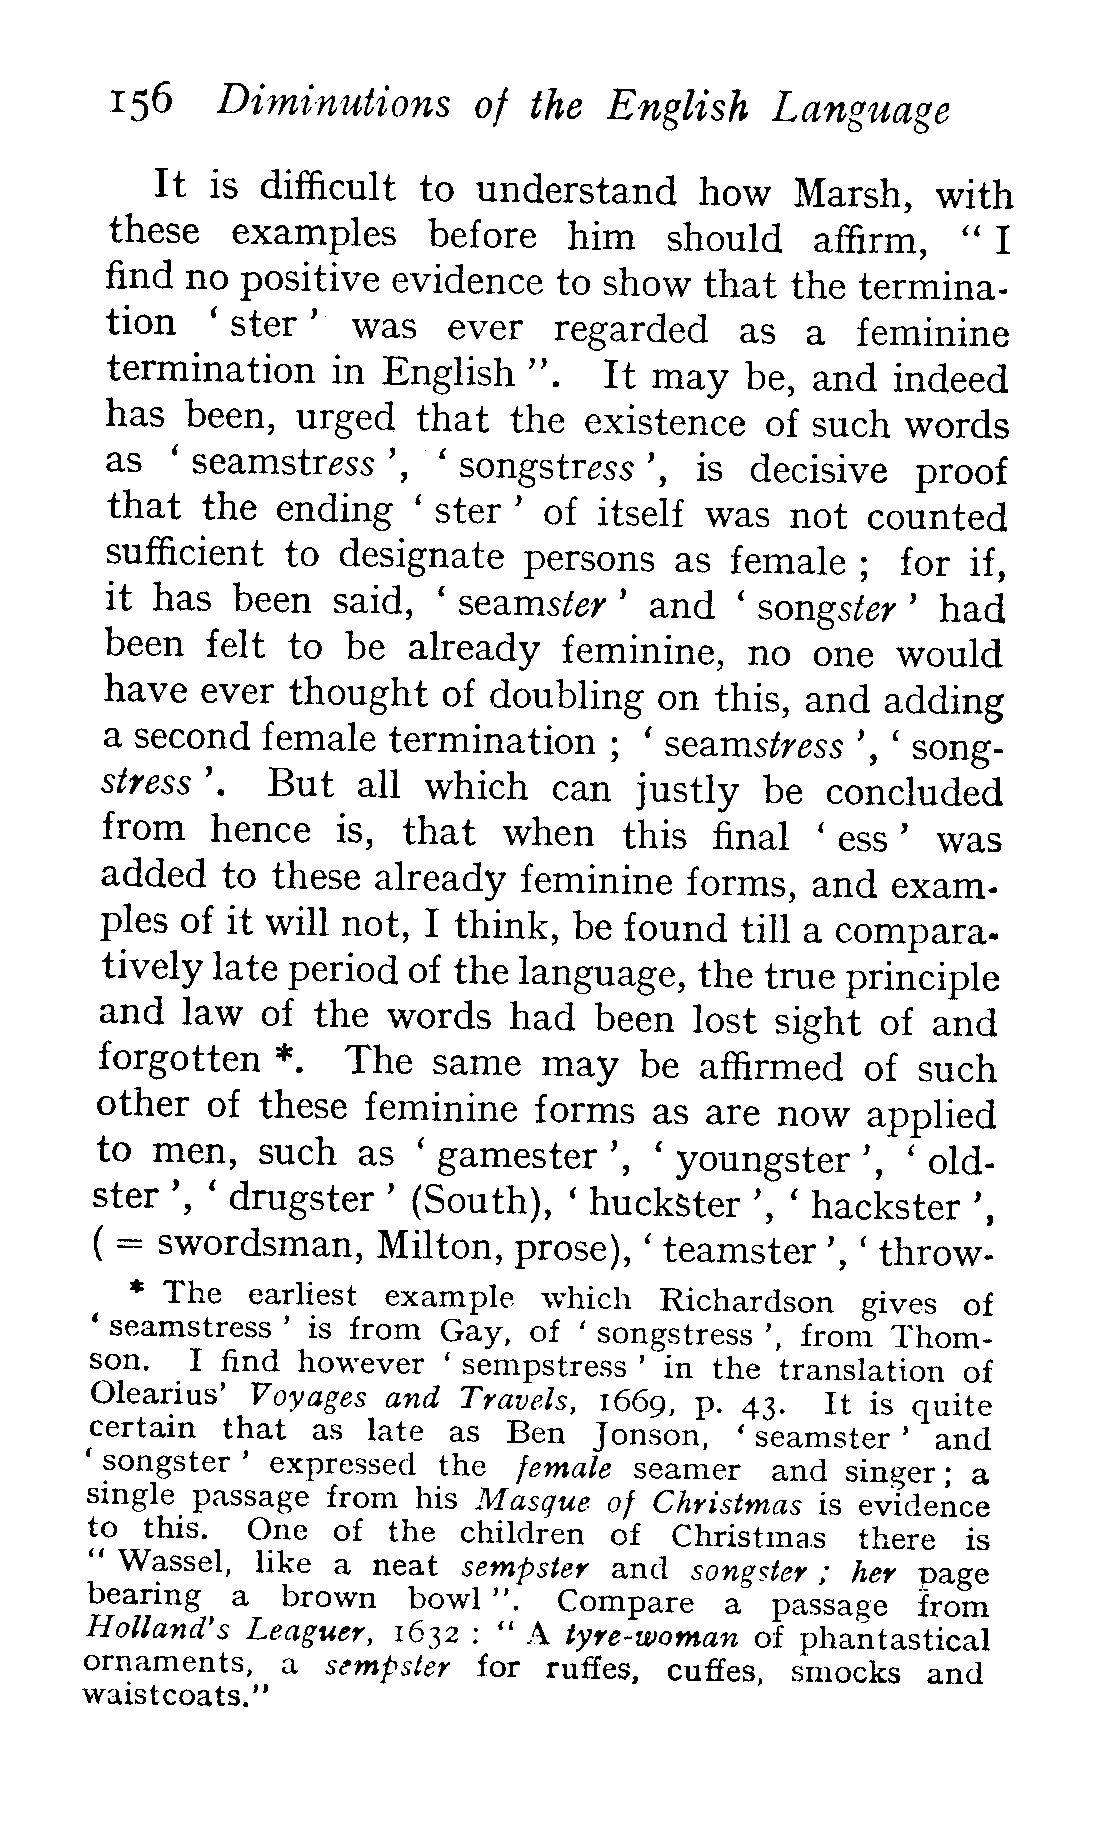 156 Diminutions of the English Language
It is difficult to understand how Marsh, with
these examples before him should affirm, “ I
find no positive evidence to show that the termina-
tion ‘ ster ’ was ever regarded as a feminine
termination in English ”. It may be, and indeed
has been, urged that the existence of such words
as ‘ seamstress ’, ‘ songstress ’, is decisive proof
that the ending ‘ ster ’ of itself was not counted
sufficient to designate persons as female ; for if,
it has been said, ‘ seamster ’ and ‘ songster ’ had
been felt to be already feminine, no one would
have ever thought of doubling on this, and adding
a second female termination ; ‘ seamstress ’, ‘ song-
stress ’. But all which can justly be concluded
from hence is, that when this final ‘ ess ’ was
added to these already feminine forms, and exam-
ples of it will not, I think, be found till a compara-
tively late period of the language, the true principle
and law of the words had been lost sight of and
forgotten *. The same may be affirmed of such
other of these feminine forms as are now applied
to men, such as ‘ gamester ’, ‘ youngster ’, ‘ old-
ster ’, ‘ drugster ’ (South), ‘ huckster ’, ‘ hackster ’,
( = swordsman, Milton, prose), ‘ teamster ’, ‘ throw-
* The earliest example which Richardson gives of
‘ seamstress ’ is from Gay, of ‘ songstress ’, from Thom-
son. I find however ‘ sempstress ’ in the translation of
Olearius’ Voyages and Travels, 1669, p. 43. It is quite
certain that as late as Ben Jonson, ‘ seamster ’ and
‘ songster ’ expressed the female seamer and singer ; a
single passage from his Masque of Christmas is evidence
to this. One of the children of Christmas there is
“ Wassel, like a neat sempster and songster ; her page
bearing a brown bowl ”. Compare a passage from
Holland’s Leaguer, 1632 : “ A tyre-woman of phantastical
ornaments, a sempster for ruffes, cuffes, smocks and
waistcoats.”